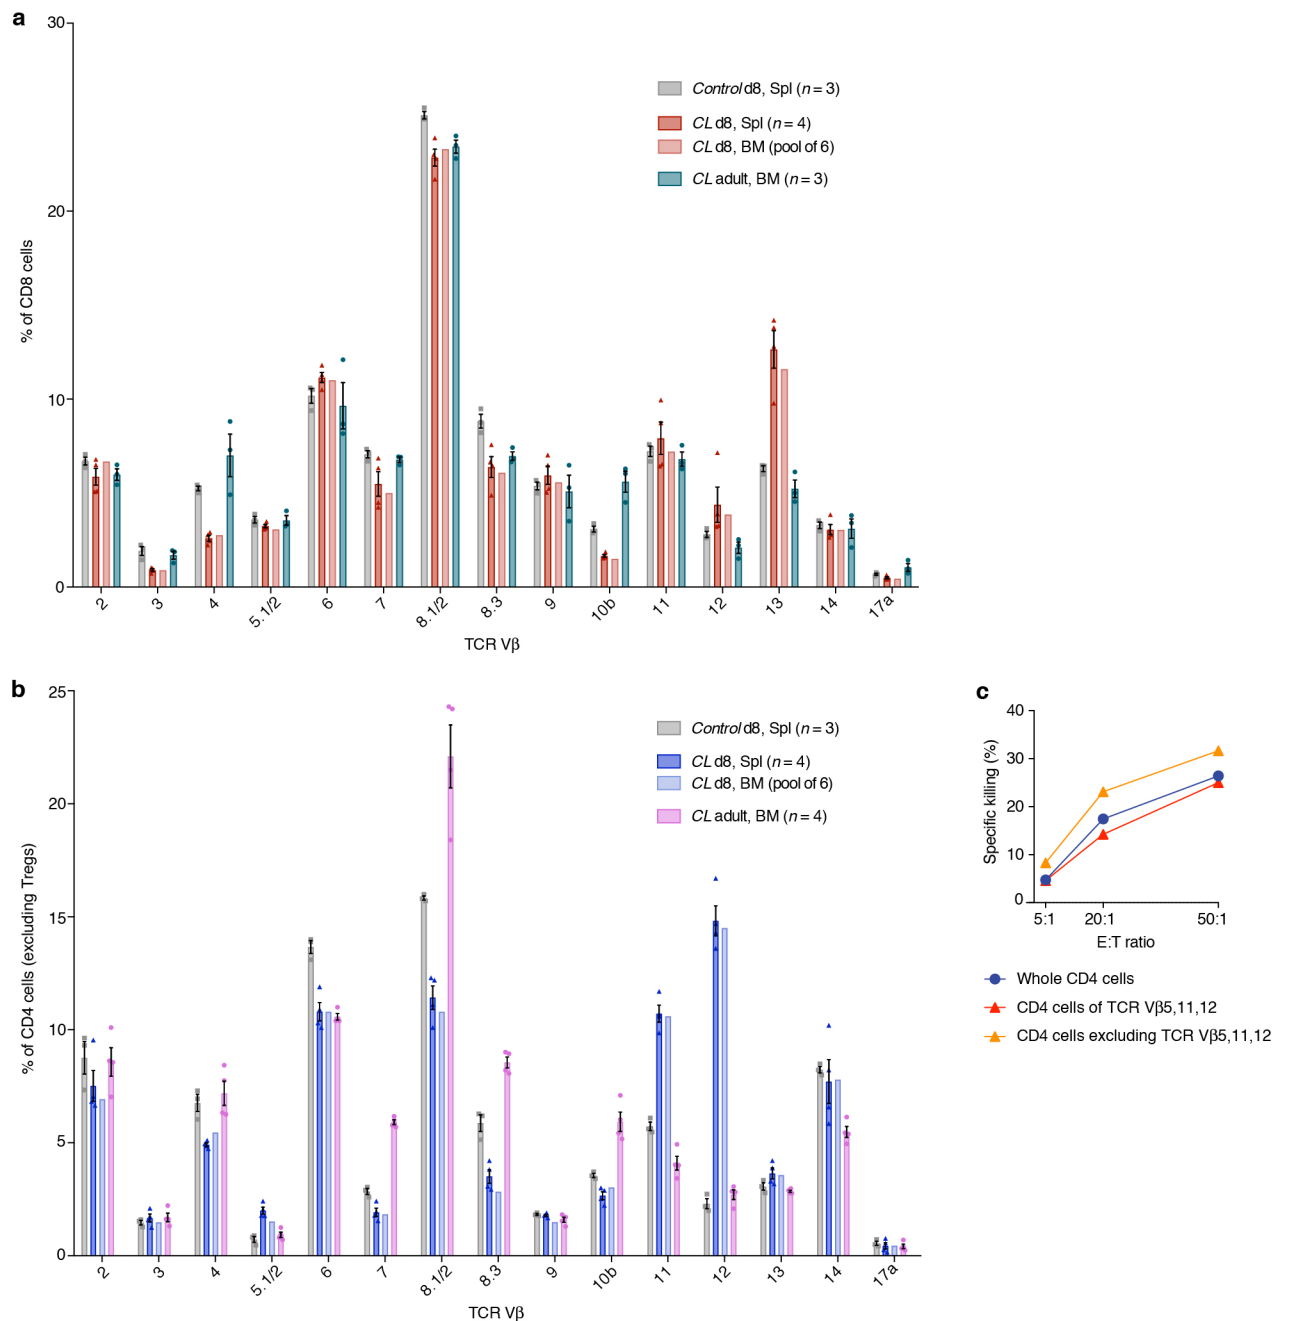 a
30
20
10
0
% of CD8 cells
Control d8, Spl (n = 3)
CL d8, Spl (n = 4)
CL d8, BM (pool of 6)
CL adult, BM (n = 3)
2 3 4 5.1/2 6 7 8.1/2 8.3 9 10b 11 12 13 14 17a
TCR Vβ
b
25
20
15
10
5
0
% of CD4 cells (excluding Tregs)
Control d8, Spl (n = 3)
CL d8, Spl (n = 4)
CL d8, BM (pool of 6)
CL adult, BM (n = 4)
2 3 4 5.1/2 6 7 8.1/2 8.3 9 10b 11 12 13 14 17a
TCR Vβ
c
40
30
20
10
0
Specific killing (%)
5:1 20:1 50:1
E:T ratio
Whole CD4 cells
CD4 cells of TCR Vβ5,11,12
CD4 cells excluding TCR Vβ5,11,12